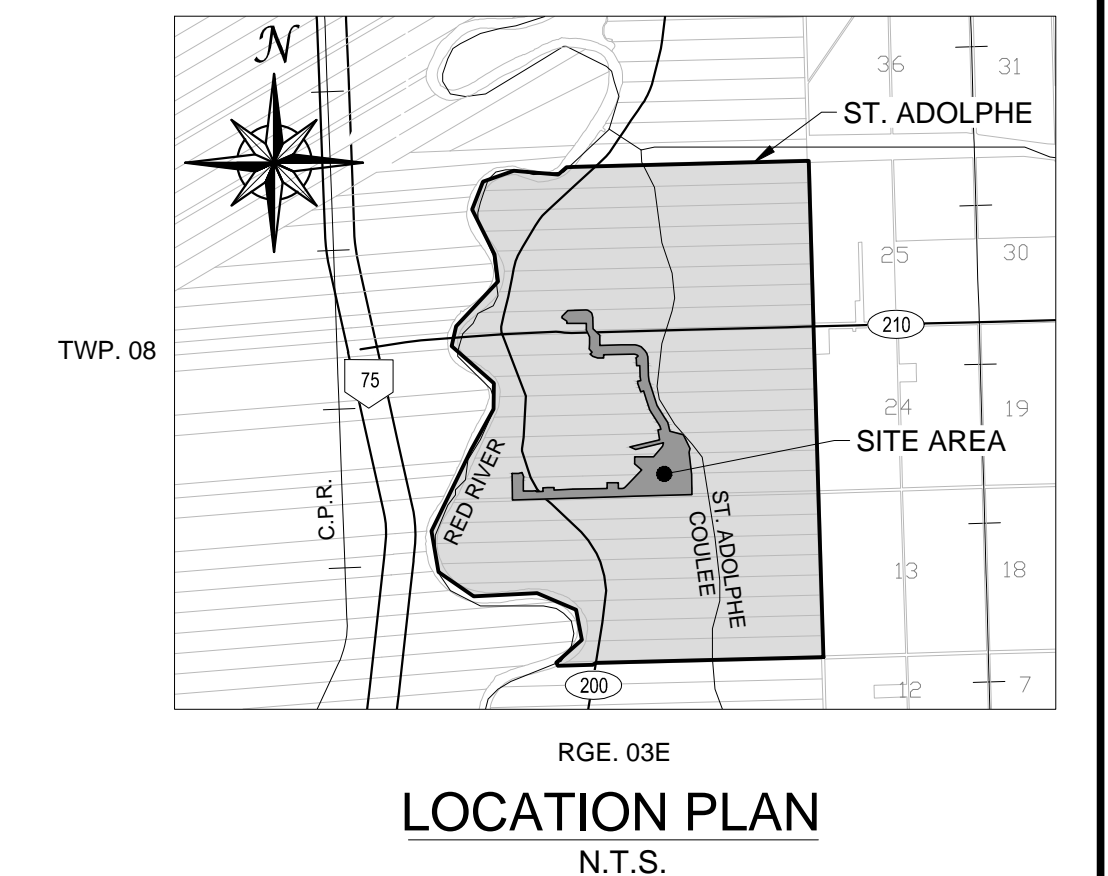 N
36
31
ST. ADOLPHE
25
30
210
TWP. 08
75
24
19
SITE AREA
RED RIVER
C.P.R.
ST. ADOLPHE
COULEE
13
18
200
12
7
RGE. 03E
LOCATION PLAN
N.T.S.